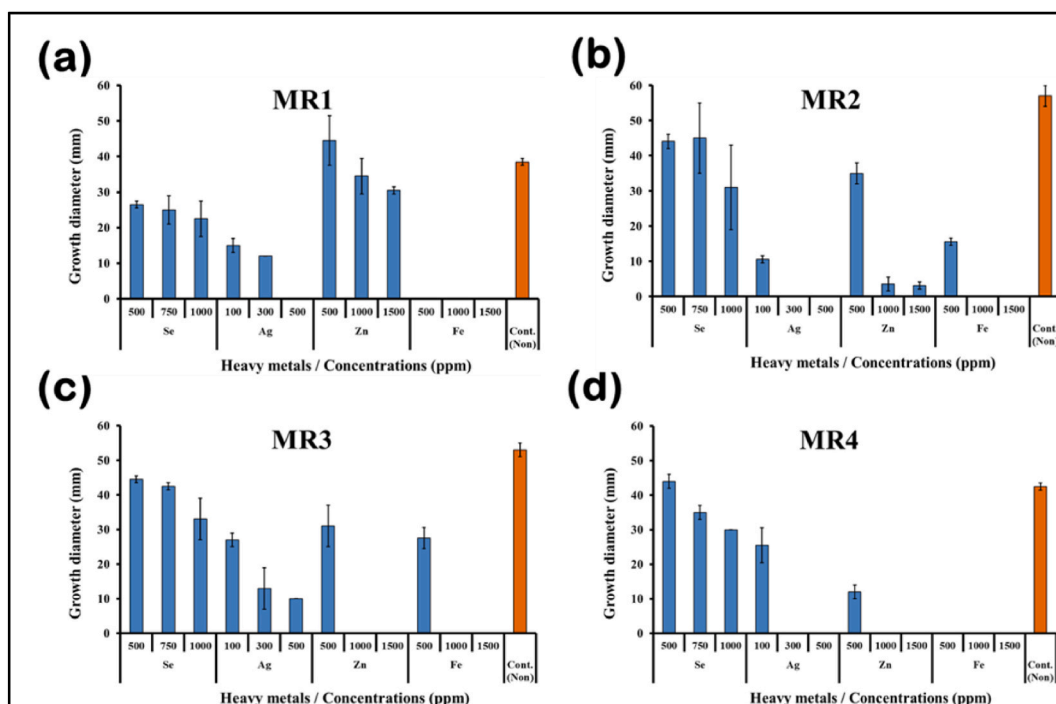 (a)
MR1
Growth diameter (mm)
60
50
40
30
20
10
0
500 750 1000 100 300 500 500 1000 1500 500 1000 1500 Cont.
Se Ag Zn Fe (Non)
Heavy metals / Concentrations (ppm)
(b)
MR2
Growth diameter (mm)
60
50
40
30
20
10
0
500 750 1000 100 300 500 500 1000 1500 500 1000 1500 Cont.
Se Ag Zn Fe (Non)
Heavy metals / Concentrations (ppm)
(c)
MR3
Growth diameter (mm)
60
50
40
30
20
10
0
500 750 1000 100 300 500 500 1000 1500 500 1000 1500 Cont.
Se Ag Zn Fe (Non)
Heavy metals / Concentrations (ppm)
(d)
MR4
Growth diameter (mm)
60
50
40
30
20
10
0
500 750 1000 100 300 500 500 1000 1500 500 1000 1500 Cont.
Se Ag Zn Fe (Non)
Heavy metals / Concentrations (ppm)